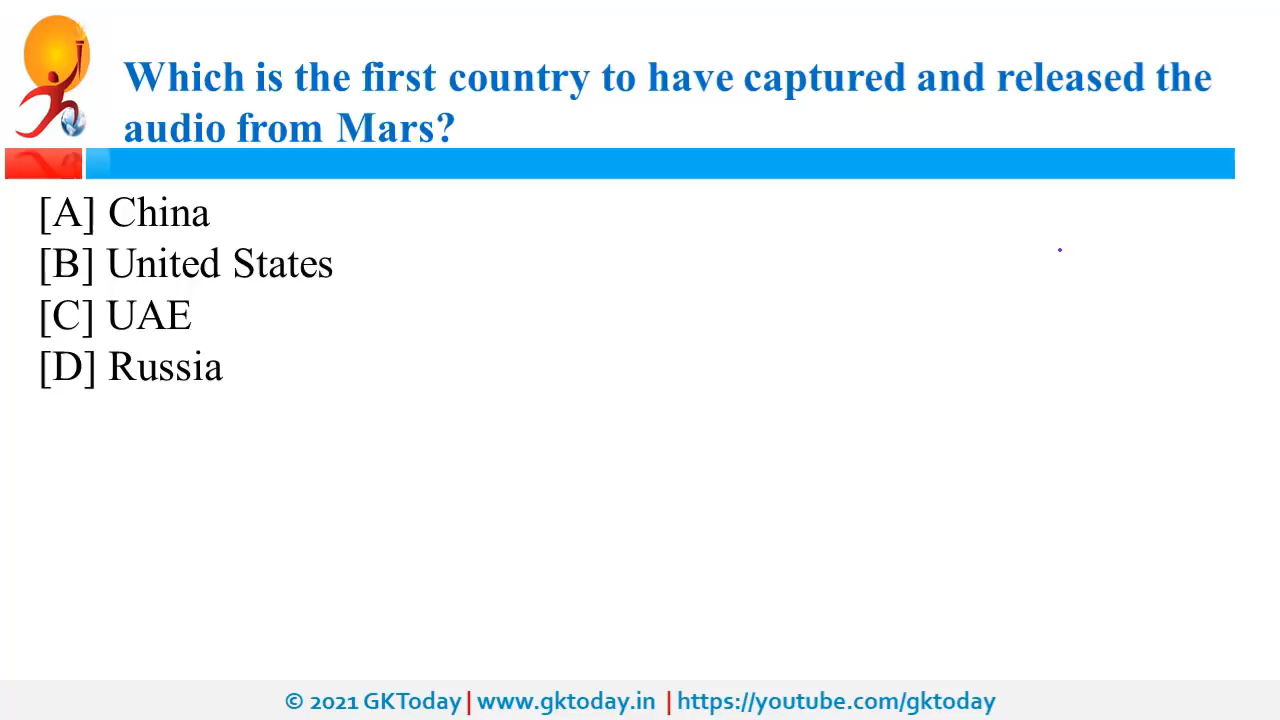 Which is the first country to have captured and released the
audio from Mars?
[A] China
[B] United States
[C] UAE
[D] Russia
© 2021 GKToday | www.gktoday.in | https://youtube.com/gktoday